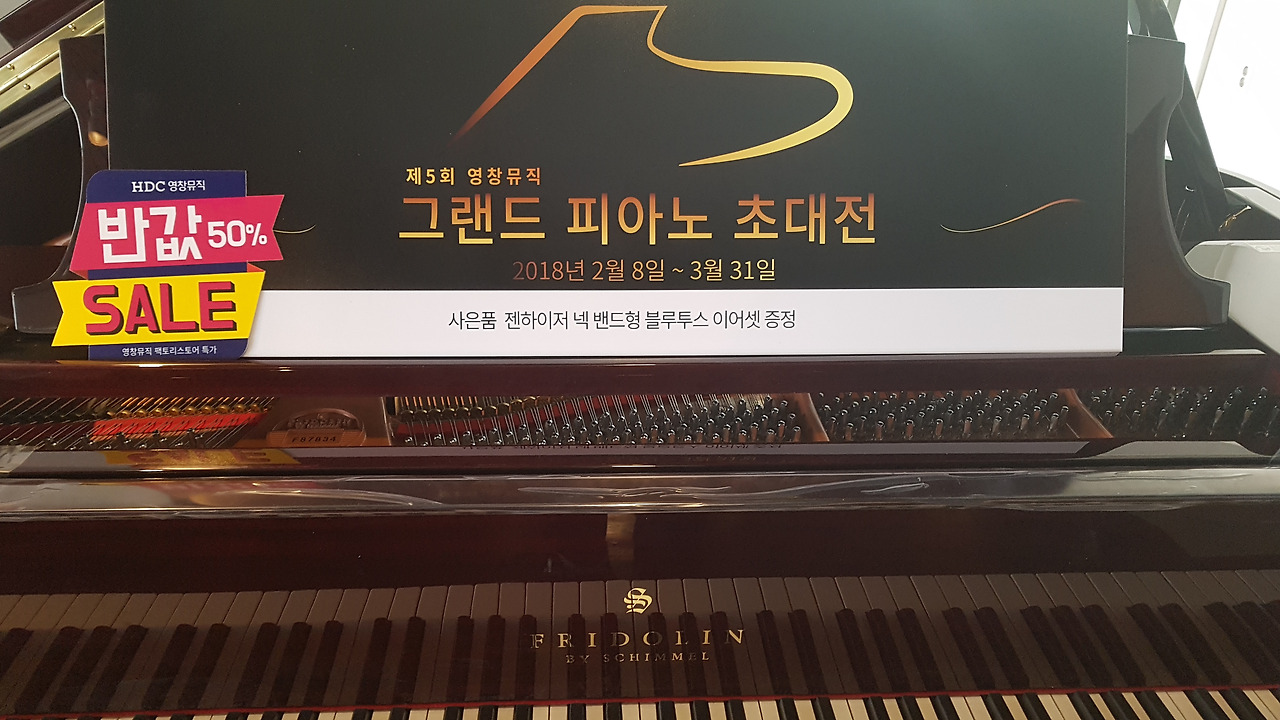 제5회 영창뮤직
그랜드 피아노 초대전
2018년 2월 8일 ~ 3월 31일
사은품 젠하이저 넥 밴드형 블루투스 이어셋 증정
HDC 영창뮤직
반값 50%
SALE
영창뮤직 팩토리스토어 특가
F87834
S
FRIDOLIN
BY SCHIMMEL